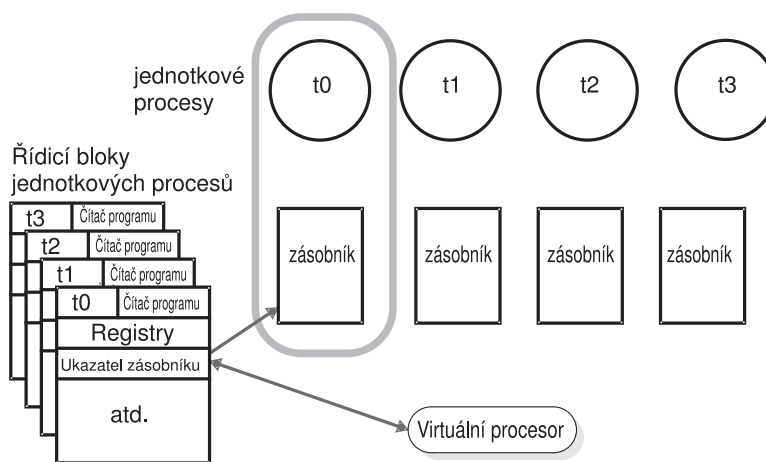 jednotkové
procesy
t0
t1
t2
t3
Řídicí bloky
jednotkových procesů
t3 Čítač programu
t2 Čítač programu
t1 Čítač programu
t0 Čítač programu
Registry
Ukazatel zásobníku
atd.
zásobník
zásobník
zásobník
zásobník
Virtuální procesor